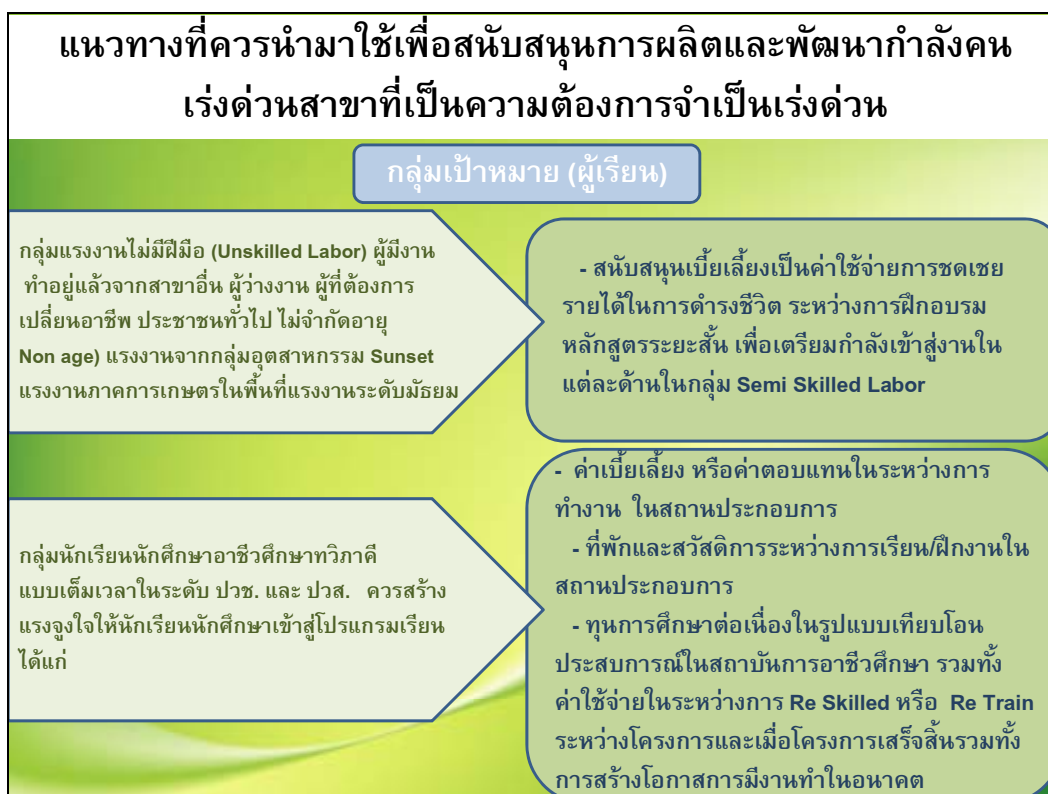 แนวทางที่ควรนำมาใช้เพื่อสนับสนุนการผลิตและพัฒนากำลังคน
เร่งด่วนสาขาที่เป็นความต้องการจำเป็นเร่งด่วน
กลุ่มเป้าหมาย (ผู้เรียน)
กลุ่มแรงงานไม่มีฝีมือ (Unskilled Labor) ผู้มีงาน
ทำอยู่แล้วจากสาขาอื่น ผู้ว่างงาน ผู้ที่ต้องการ
เปลี่ยนอาชีพ ประชาชนทั่วไป ไม่จำกัดอายุ
Non age) แรงงานจากกลุ่มอุตสาหกรรม Sunset
แรงงานภาคการเกษตรในพื้นที่แรงงานระดับมัธยม
- สนับสนุนเบี้ยเลี้ยงเป็นค่าใช้จ่ายการชดเชย
รายได้ในการดำรงชีวิต ระหว่างการฝึกอบรม
หลักสูตรระยะสั้น เพื่อเตรียมกำลังเข้าสู่งานใน
แต่ละด้านในกลุ่ม Semi Skilled Labor
กลุ่มนักเรียนนักศึกษาอาชีวศึกษาทวิภาคี
แบบเต็มเวลาในระดับ ปวช. และ ปวส. ควรสร้าง
แรงจูงใจให้นักเรียนนักศึกษาเข้าสู่โปรแกรมเรียน
ได้แก่
- ค่าเบี้ยเลี้ยง หรือค่าตอบแทนในระหว่างการ
ทำงาน ในสถานประกอบการ
- ที่พักและสวัสดิการระหว่างการเรียน/ฝึกงานใน
สถานประกอบการ
- ทุนการศึกษาต่อเนื่องในรูปแบบเทียบโอน
ประสบการณ์ในสถาบันการอาชีวศึกษา รวมทั้ง
ค่าใช้จ่ายในระหว่างการ Re Skilled หรือ Re Train
ระหว่างโครงการและเมื่อโครงการเสร็จสิ้นรวมทั้ง
การสร้างโอกาสการมีงานทำในอนาคต